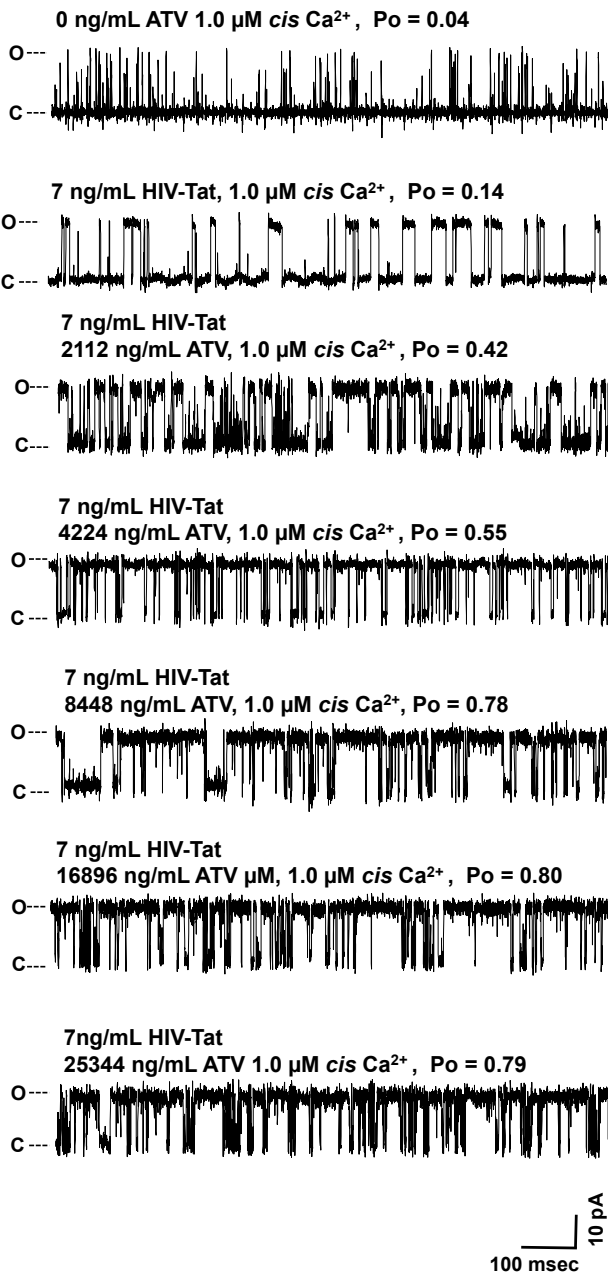 0 ng/mL ATV 1.0 µM cis Ca²⁺, Po = 0.04
O---
C---
7 ng/mL HIV-Tat, 1.0 µM cis Ca²⁺, Po = 0.14
O---
C---
7 ng/mL HIV-Tat
2112 ng/mL ATV, 1.0 µM cis Ca²⁺, Po = 0.42
O---
C---
7 ng/mL HIV-Tat
4224 ng/mL ATV, 1.0 µM cis Ca²⁺, Po = 0.55
O---
C---
7 ng/mL HIV-Tat
8448 ng/mL ATV, 1.0 µM cis Ca²⁺, Po = 0.78
O---
C---
7 ng/mL HIV-Tat
16896 ng/mL ATV µM, 1.0 µM cis Ca²⁺, Po = 0.80
O---
C---
7ng/mL HIV-Tat
25344 ng/mL ATV 1.0 µM cis Ca²⁺, Po = 0.79
O---
C---
10 pA
100 msec